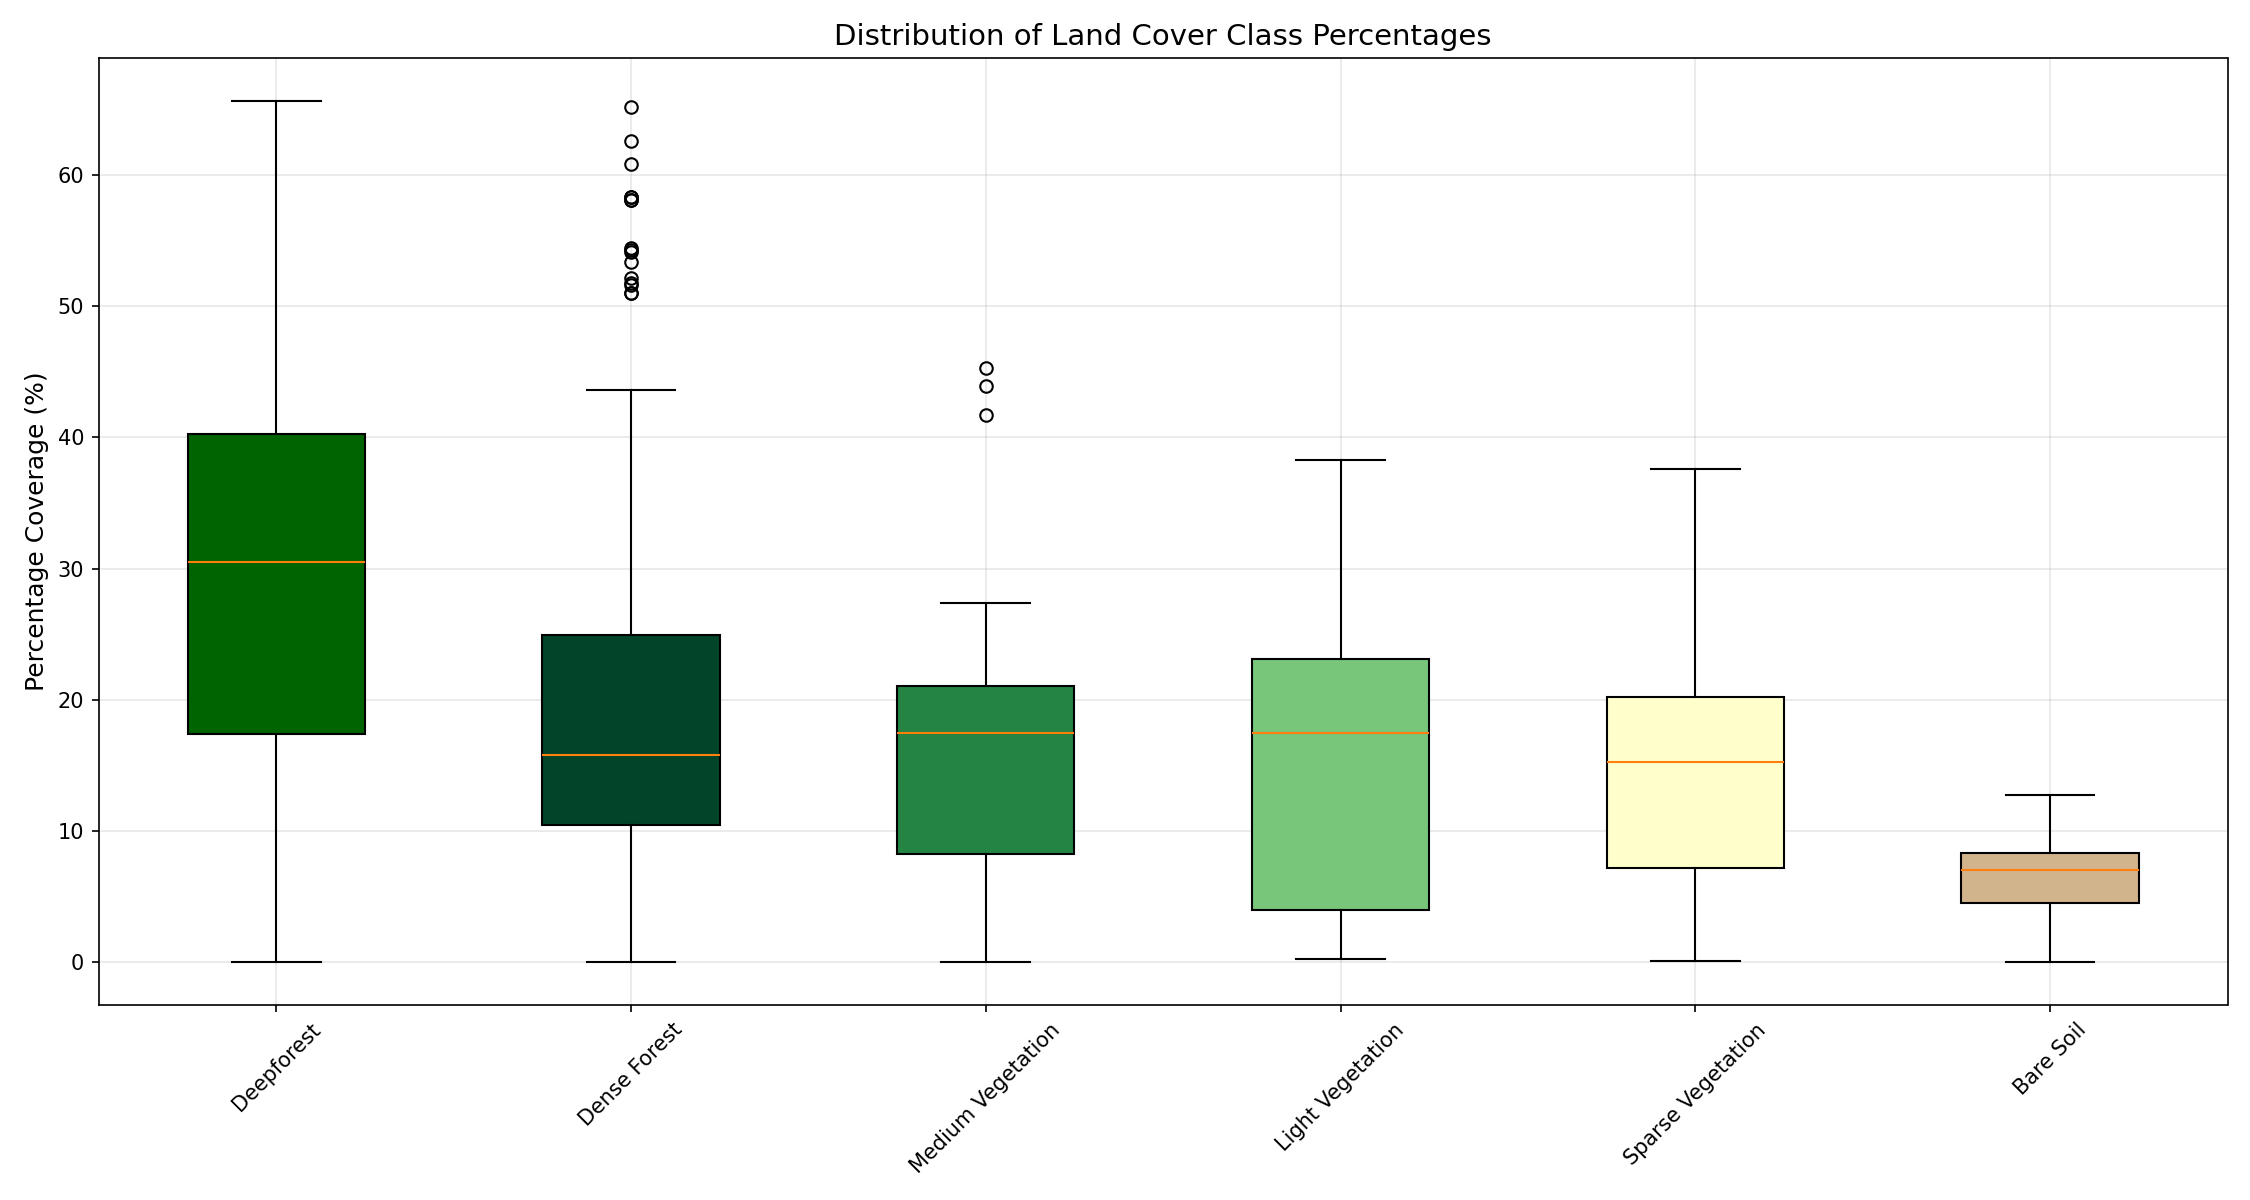 Distribution of Land Cover Class Percentages
Percentage Coverage (%)
60
50
40
30
20
10
0
Deepforest
Dense Forest
Medium Vegetation
Light Vegetation
Sparse Vegetation
Bare Soil